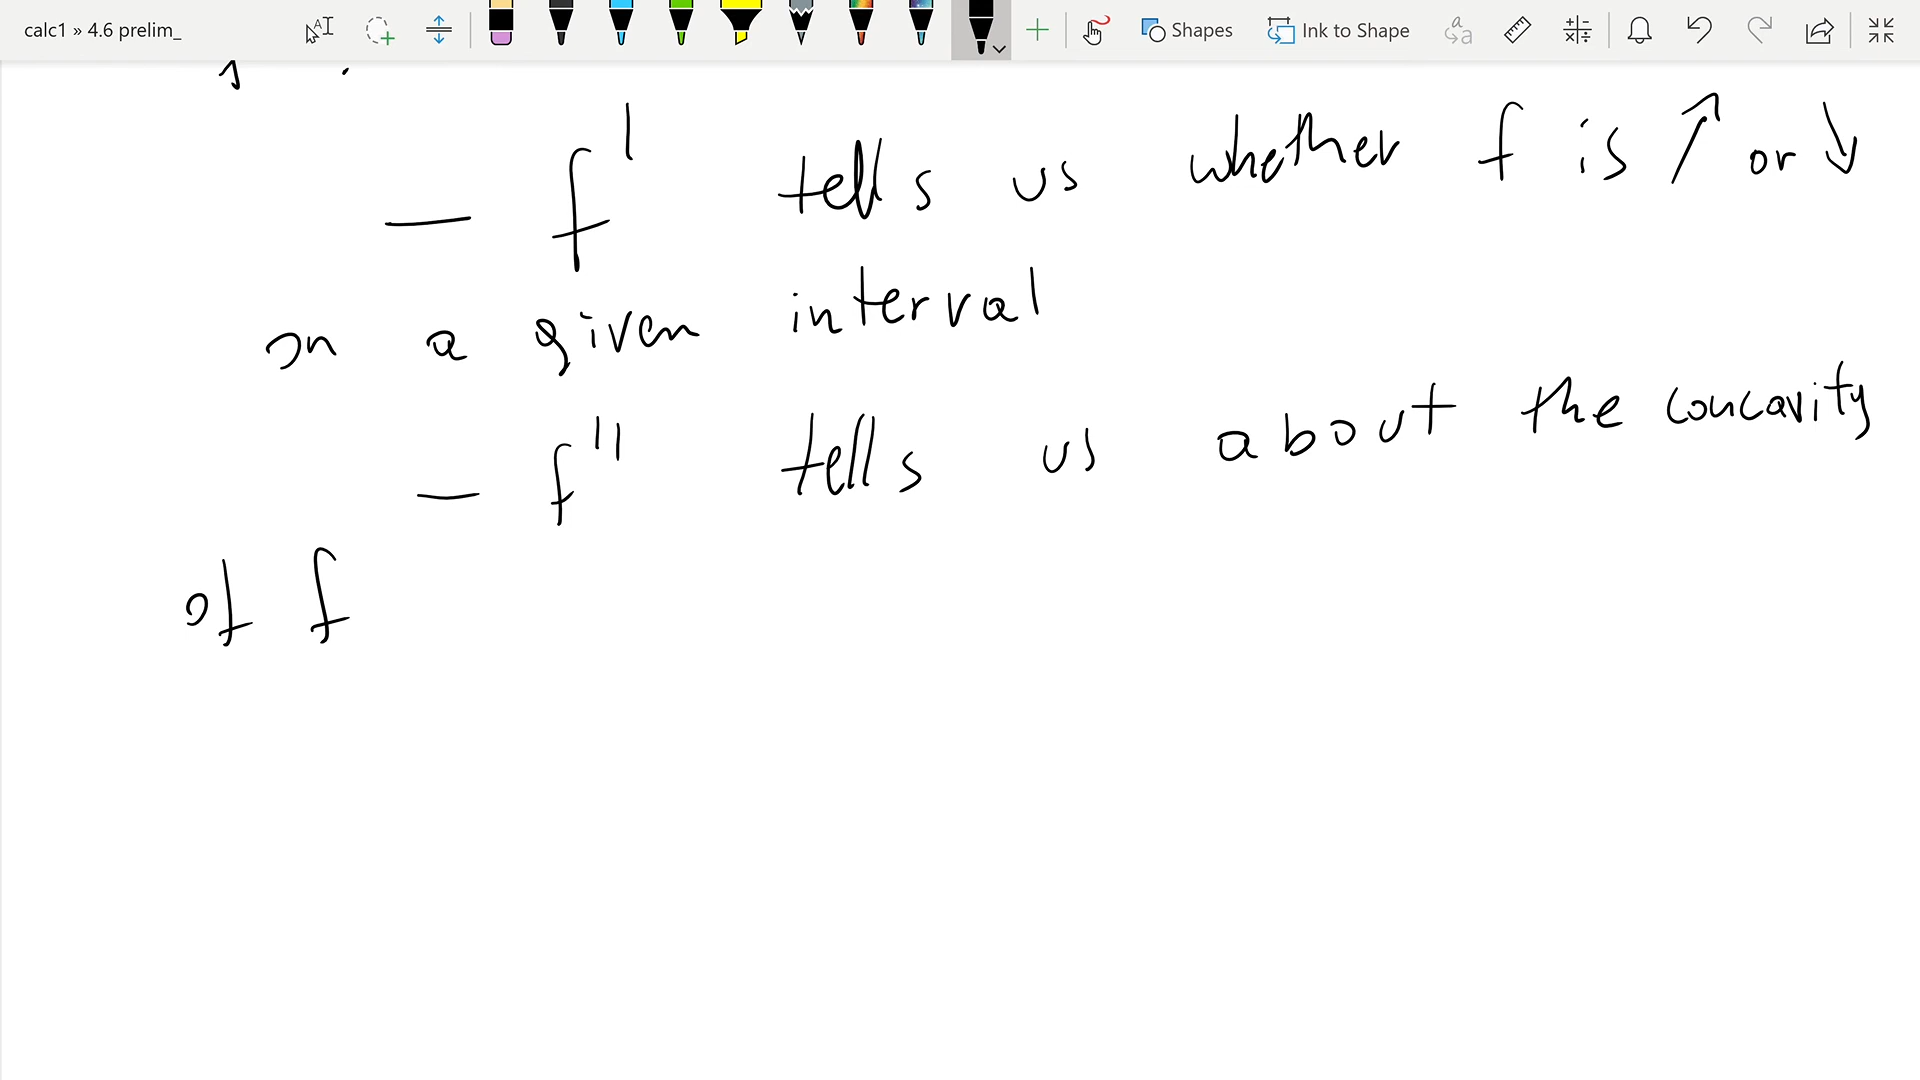 calc1 » 4.6 prelim_
Shapes
Ink to Shape
— f' tells us whether f is ↗ or ↘
on a given interval
— f'' tells us about the concavity
of f